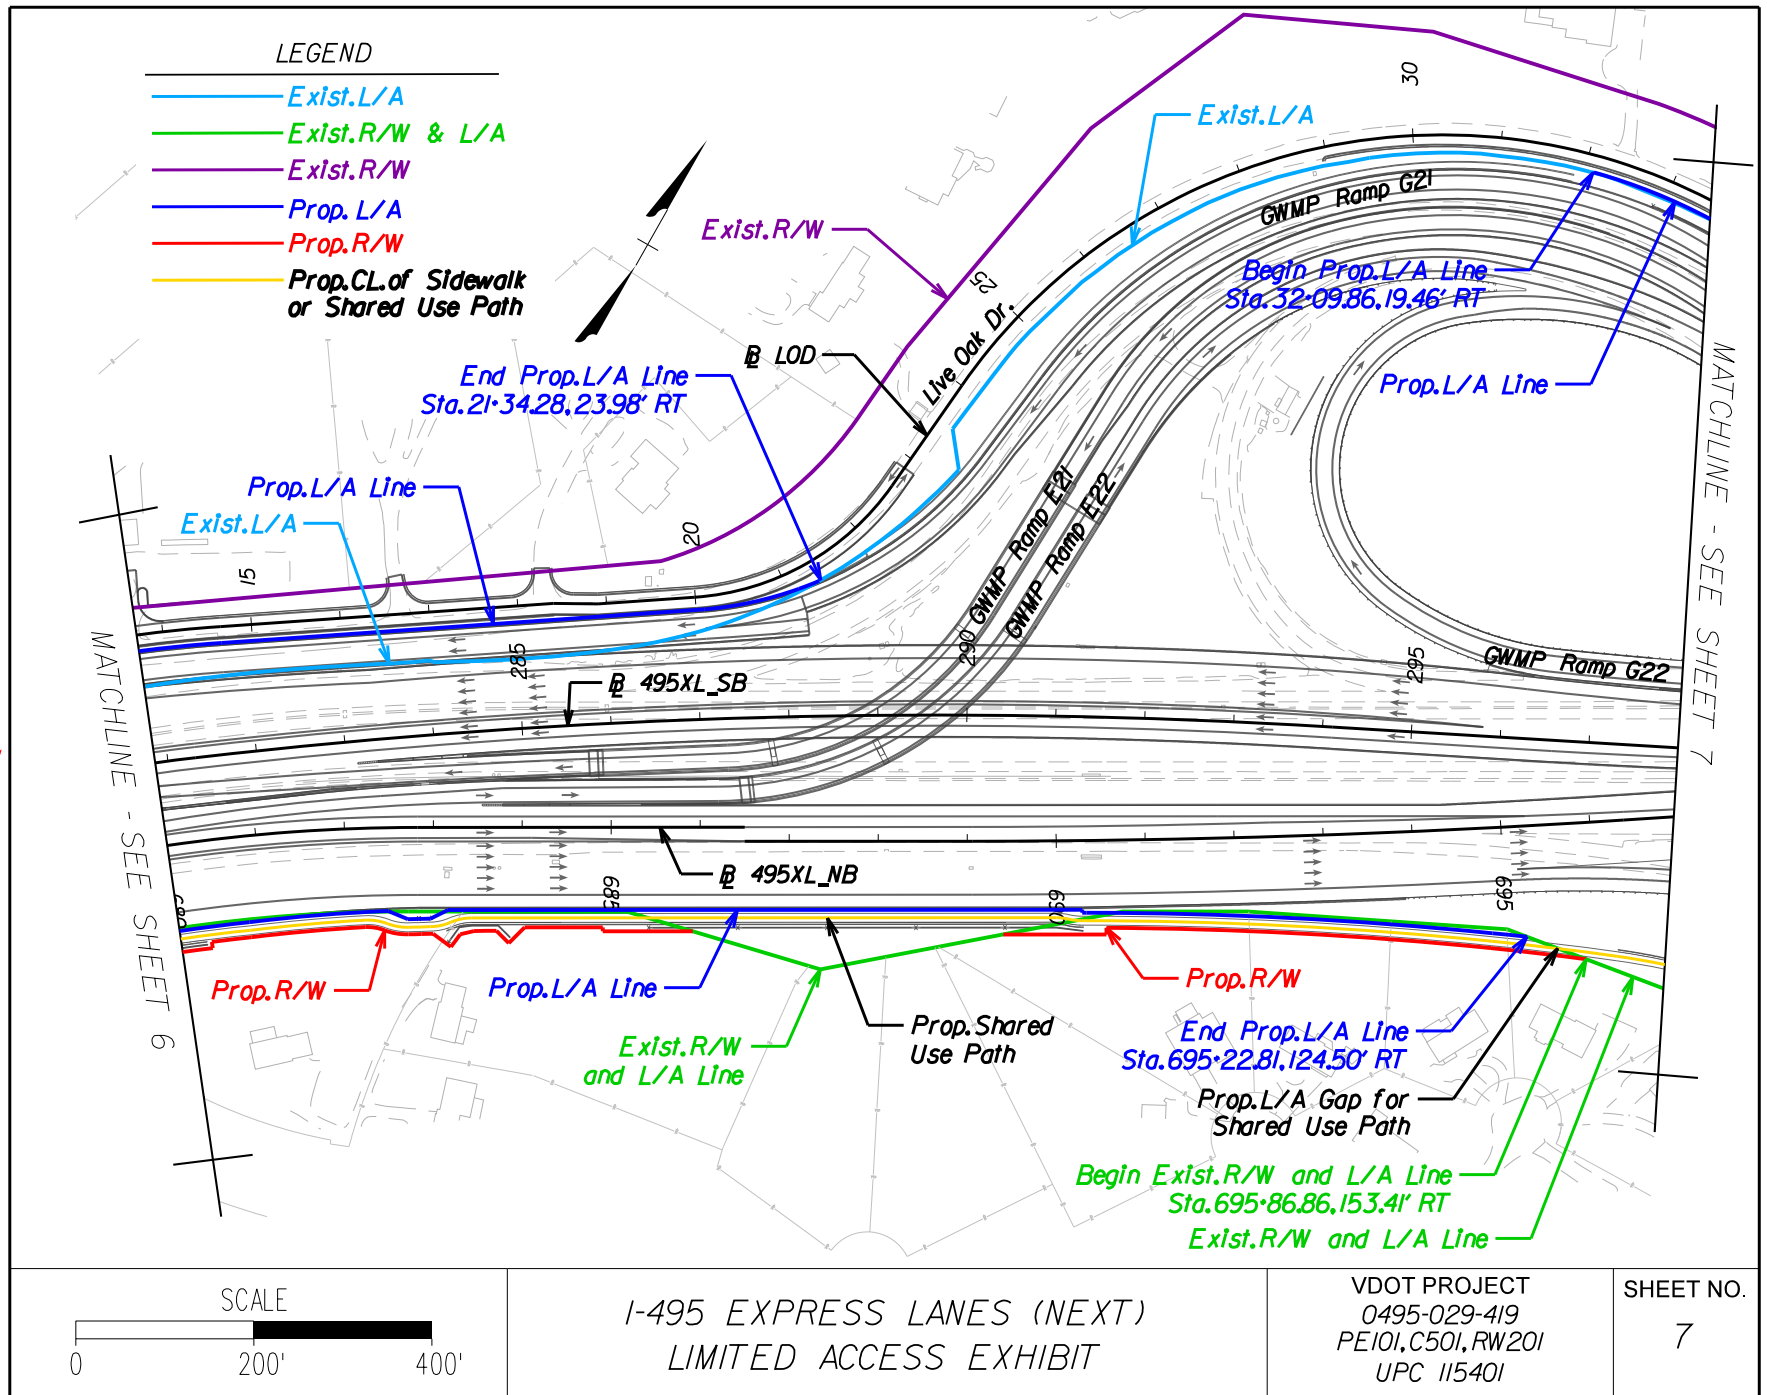 LEGEND
Exist. L/A
Exist. R/W & L/A
Exist. R/W
Prop. L/A
Prop. R/W
Prop. CL. of Sidewalk
or Shared Use Path
30
Exist. L/A
GWMP Ramp G21
Exist. R/W
25
Begin Prop. L/A Line
Sta. 32+09.86, 19.46' RT
Live Oak Dr.
BL LOD
End Prop. L/A Line
Sta. 21+34.28, 23.98' RT
Prop. L/A Line
MATCHLINE - SEE SHEET 7
Prop. L/A Line
Exist. L/A
20
15
GWMP Ramp E21
GWMP Ramp E22
MATCHLINE - SEE SHEET 6
285
290
295
GWMP Ramp G22
BL 495XL_SB
BL 495XL_NB
680
685
690
695
Prop. R/W
Prop. L/A Line
Prop. R/W
Exist. R/W
and L/A Line
Prop. Shared
Use Path
End Prop. L/A Line
Sta. 695+22.81, 124.50' RT
Prop. L/A Gap for
Shared Use Path
Begin Exist. R/W and L/A Line
Sta. 695+86.86, 153.41' RT
Exist. R/W and L/A Line
SCALE
0 200' 400'
I-495 EXPRESS LANES (NEXT)
LIMITED ACCESS EXHIBIT
VDOT PROJECT
0495-029-419
PE101, C501, RW201
UPC 115401
SHEET NO.
7